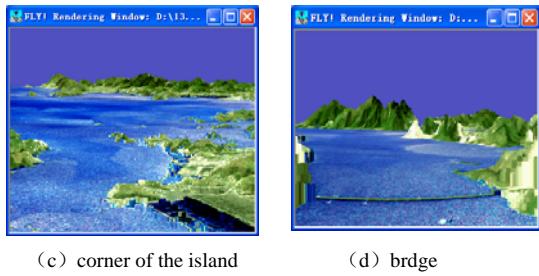 FLY! Rendering Window: D:\13...
FLY! Rendering Window: D:...
（c）corner of the island
（d）brdge